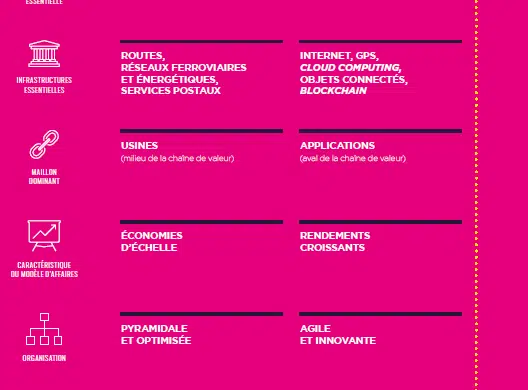 ESSENTIELLE
INFRASTRUCTURES
ESSENTIELLES
ROUTES,
RÉSEAUX FERROVIAIRES
ET ÉNERGÉTIQUES,
SERVICES POSTAUX
INTERNET, GPS,
CLOUD COMPUTING,
OBJETS CONNECTÉS,
BLOCKCHAIN
MAILLON
DOMINANT
USINES
(milieu de la chaîne de valeur)
APPLICATIONS
(aval de la chaîne de valeur)
CARACTÉRISTIQUE
DU MODÈLE D'AFFAIRES
ÉCONOMIES
D'ÉCHELLE
RENDEMENTS
CROISSANTS
ORGANISATION
PYRAMIDALE
ET OPTIMISÉE
AGILE
ET INNOVANTE